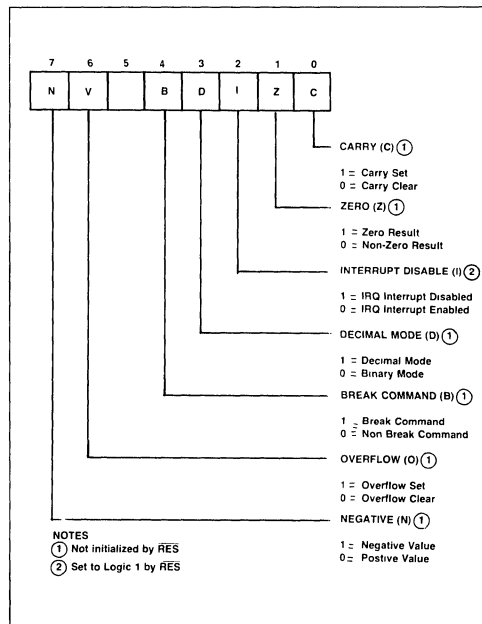 7 6 5 4 3 2 1 0
N V B D I Z C
CARRY (C) ①
1 = Carry Set
0 = Carry Clear
ZERO (Z) ①
1 = Zero Result
0 = Non-Zero Result
INTERRUPT DISABLE (I) ②
1 = IRQ Interrupt Disabled
0 = IRQ Interrupt Enabled
DECIMAL MODE (D) ①
1 = Decimal Mode
0 = Binary Mode
BREAK COMMAND (B) ①
1 = Break Command
0 = Non Break Command
OVERFLOW (O) ①
1 = Overflow Set
0 = Overflow Clear
NEGATIVE (N) ①
1 = Negative Value
0 = Postive Value
NOTES
① Not initialized by R̅E̅S̅
② Set to Logic 1 by R̅E̅S̅